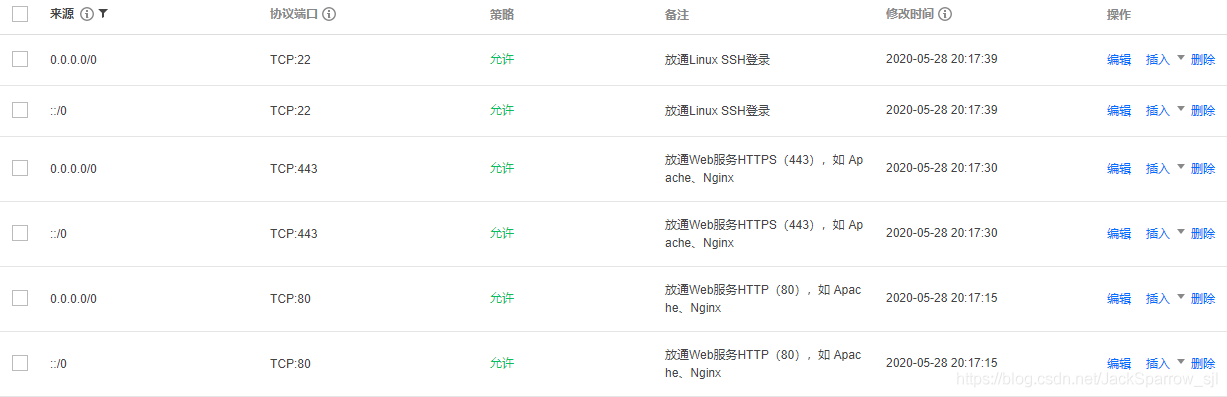 来源 协议端口 策略 备注 修改时间 操作
0.0.0.0/0 TCP:22 允许 放通Linux SSH登录 2020-05-28 20:17:39 编辑 插入 删除
::/0 TCP:22 允许 放通Linux SSH登录 2020-05-28 20:17:39 编辑 插入 删除
0.0.0.0/0 TCP:443 允许 放通Web服务HTTPS（443），如 Ap
ache、Nginx 2020-05-28 20:17:30 编辑 插入 删除
::/0 TCP:443 允许 放通Web服务HTTPS（443），如 Ap
ache、Nginx 2020-05-28 20:17:30 编辑 插入 删除
0.0.0.0/0 TCP:80 允许 放通Web服务HTTP（80），如 Apac
he、Nginx 2020-05-28 20:17:15 编辑 插入 删除
::/0 TCP:80 允许 放通Web服务HTTP（80），如 Apac
he、Nginx 2020-05-28 20:17:15 编辑 插入 删除
https://blog.csdn.net/JackSparrow_sjl